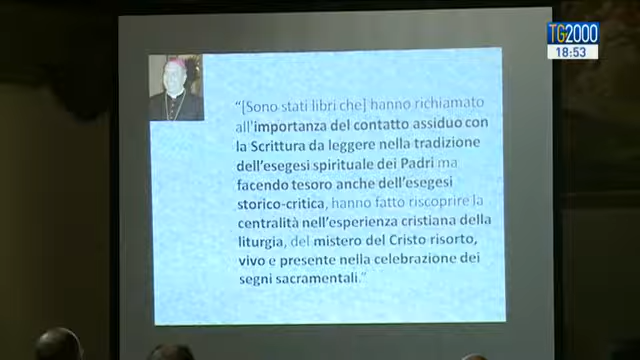 TG2000
18:53
“[Sono stati libri che] hanno richiamato
all'importanza del contatto assiduo con
la Scrittura da leggere nella tradizione
dell'esegesi spirituale dei Padri ma
facendo tesoro anche dell'esegesi
storico-critica, hanno fatto riscoprire la
centralità nell'esperienza cristiana della
liturgia, del mistero del Cristo risorto,
vivo e presente nella celebrazione dei
segni sacramentali.”